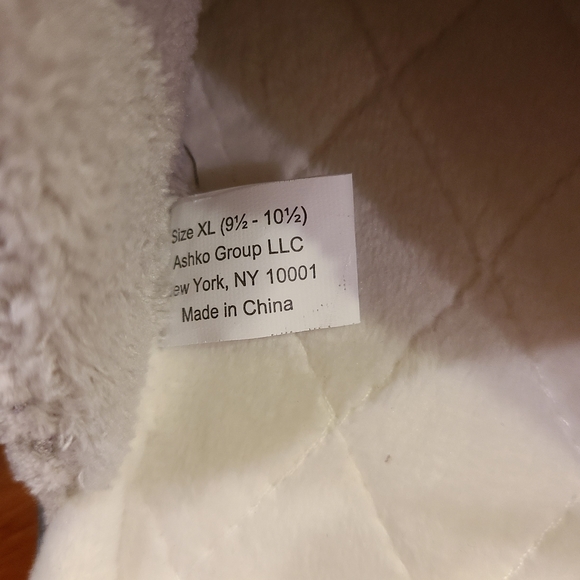 Size XL (9½ - 10½)
Ashko Group LLC
ew York, NY 10001
Made in China